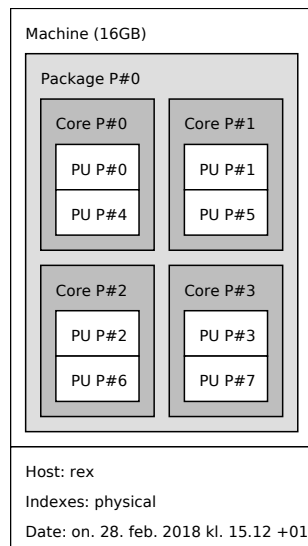 Machine (16GB)
Package P#0
Core P#0
PU P#0
PU P#4
Core P#1
PU P#1
PU P#5
Core P#2
PU P#2
PU P#6
Core P#3
PU P#3
PU P#7
Host: rex
Indexes: physical
Date: on. 28. feb. 2018 kl. 15.12 +01